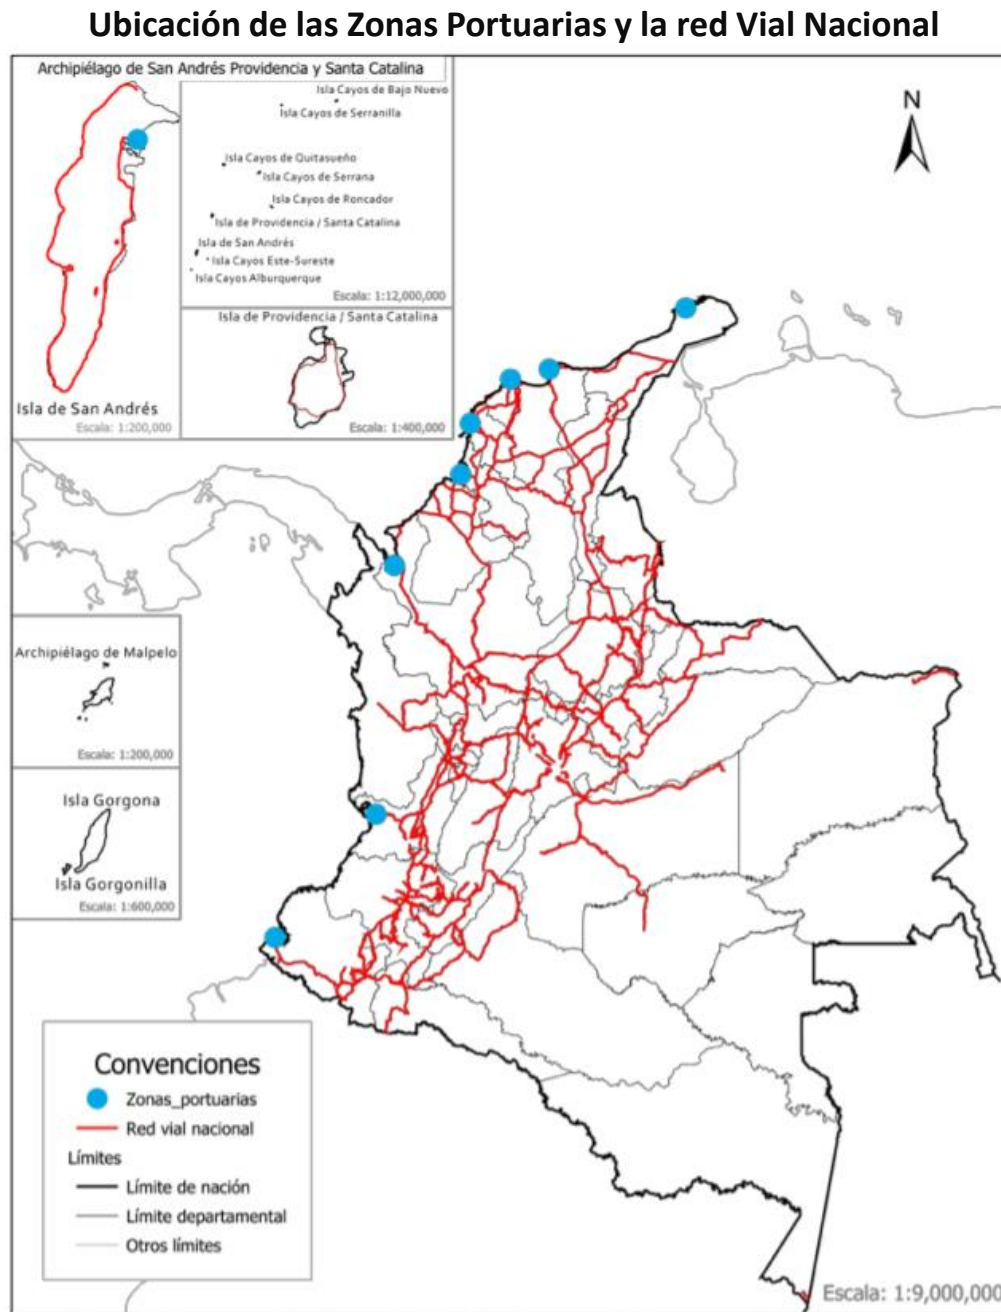 Ubicación de las Zonas Portuarias y la red Vial Nacional
Archipiélago de San Andrés Providencia y Santa Catalina
Isla Cayos de Bajo Nuevo
Isla Cayos de Serranilla
Isla Cayos de Quitasueño
Isla Cayos de Serrana
Isla Cayos de Roncador
Isla de Providencia / Santa Catalina
Isla de San Andrés
Isla Cayos Este-Sureste
Isla Cayos Alburquerque
Escala: 1:12,000,000
Isla de Providencia / Santa Catalina
Escala: 1:400,000
Isla de San Andrés
Escala: 1:200,000
N
Archipiélago de Malpelo
Escala: 1:200,000
Isla Gorgona
Isla Gorgonilla
Escala: 1:600,000
Convenciones
Zonas_portuarias
Red vial nacional
Límites
Límite de nación
Límite departamental
Otros límites
Escala: 1:9,000,000